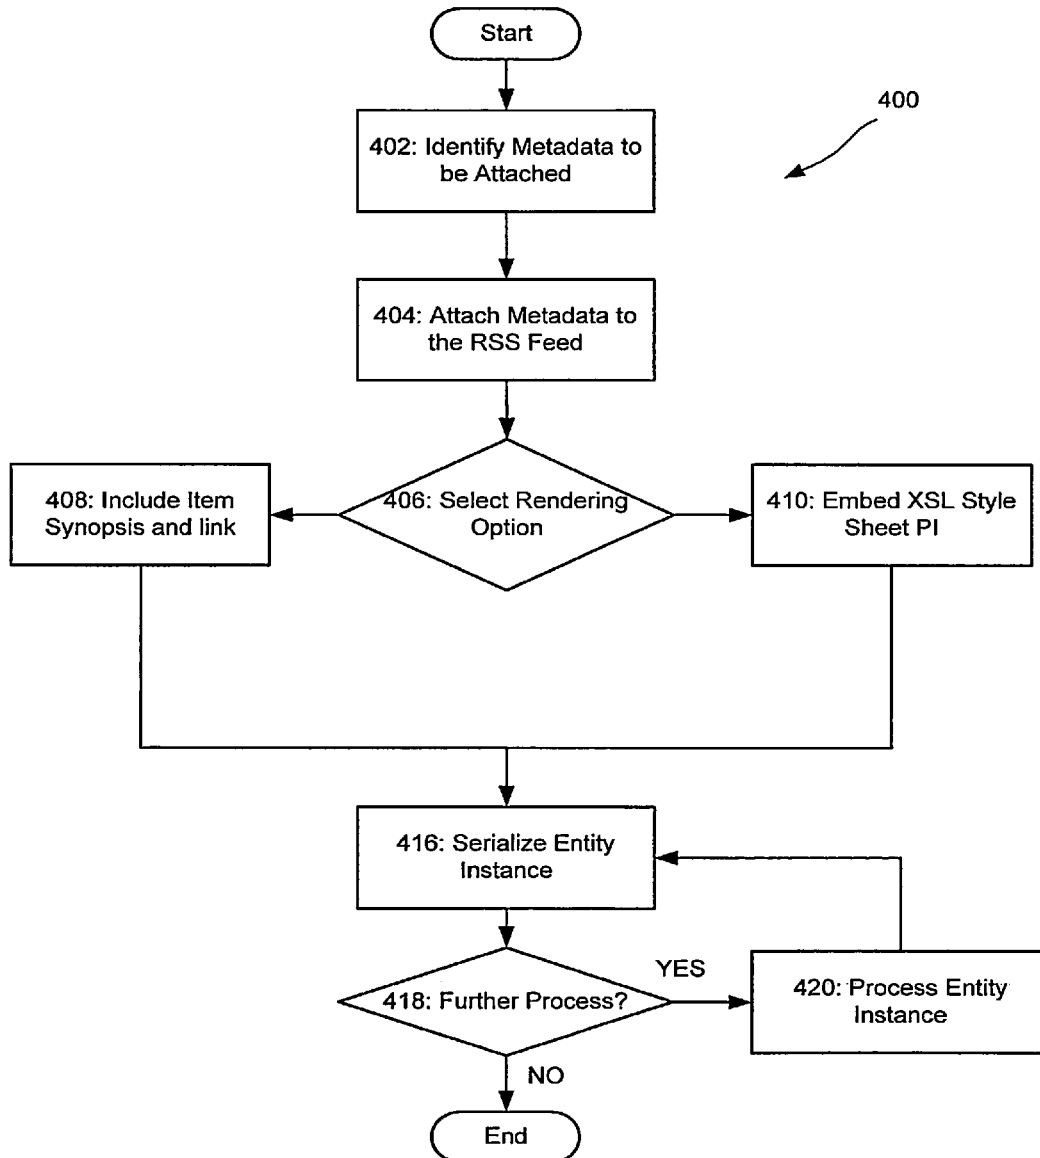 Start
400
402: Identify Metadata to
be Attached
404: Attach Metadata to
the RSS Feed
408: Include Item
Synopsis and link
406: Select Rendering
Option
410: Embed XSL Style
Sheet PI
416: Serialize Entity
Instance
418: Further Process?
YES
420: Process Entity
Instance
NO
End